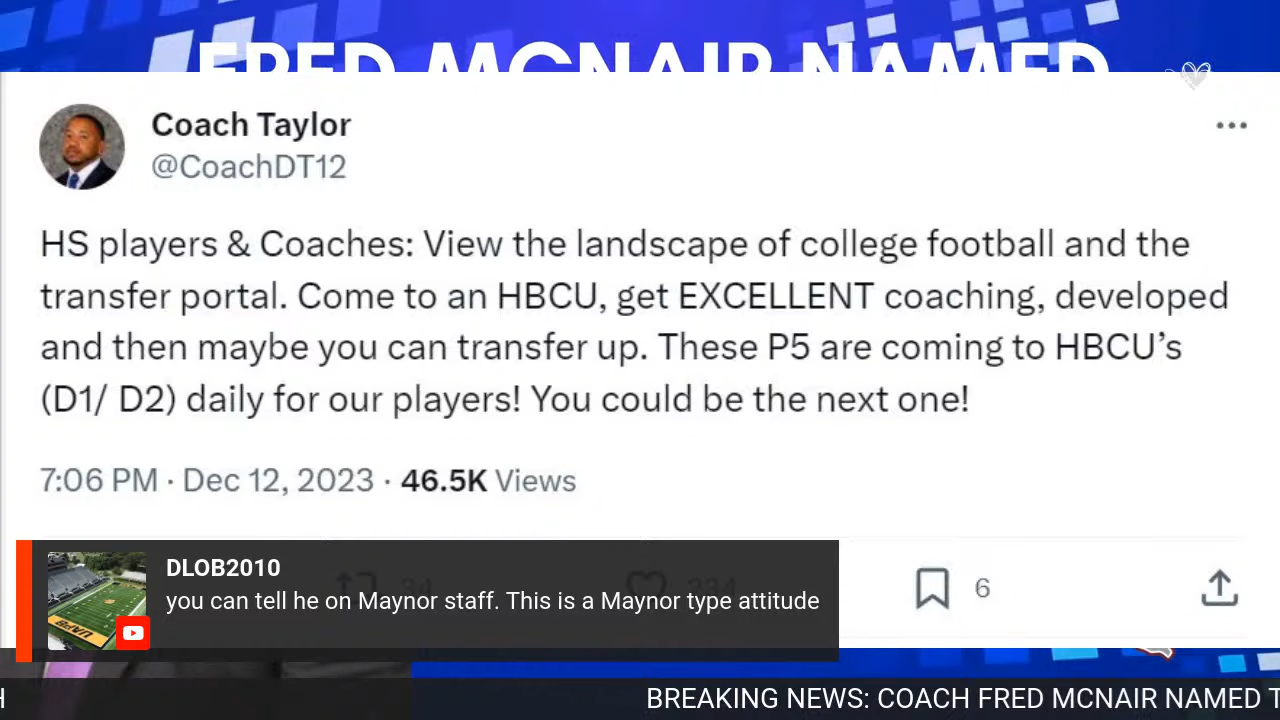 FRED MCNAIR NAMED
Coach Taylor
@CoachDT12
HS players & Coaches: View the landscape of college football and the
transfer portal. Come to an HBCU, get EXCELLENT coaching, developed
and then maybe you can transfer up. These P5 are coming to HBCU’s
(D1/ D2) daily for our players! You could be the next one!
7:06 PM · Dec 12, 2023 · 46.5K Views
DLOB2010
you can tell he on Maynor staff. This is a Maynor type attitude
UAPB
6
H
BREAKING NEWS: COACH FRED MCNAIR NAMED T